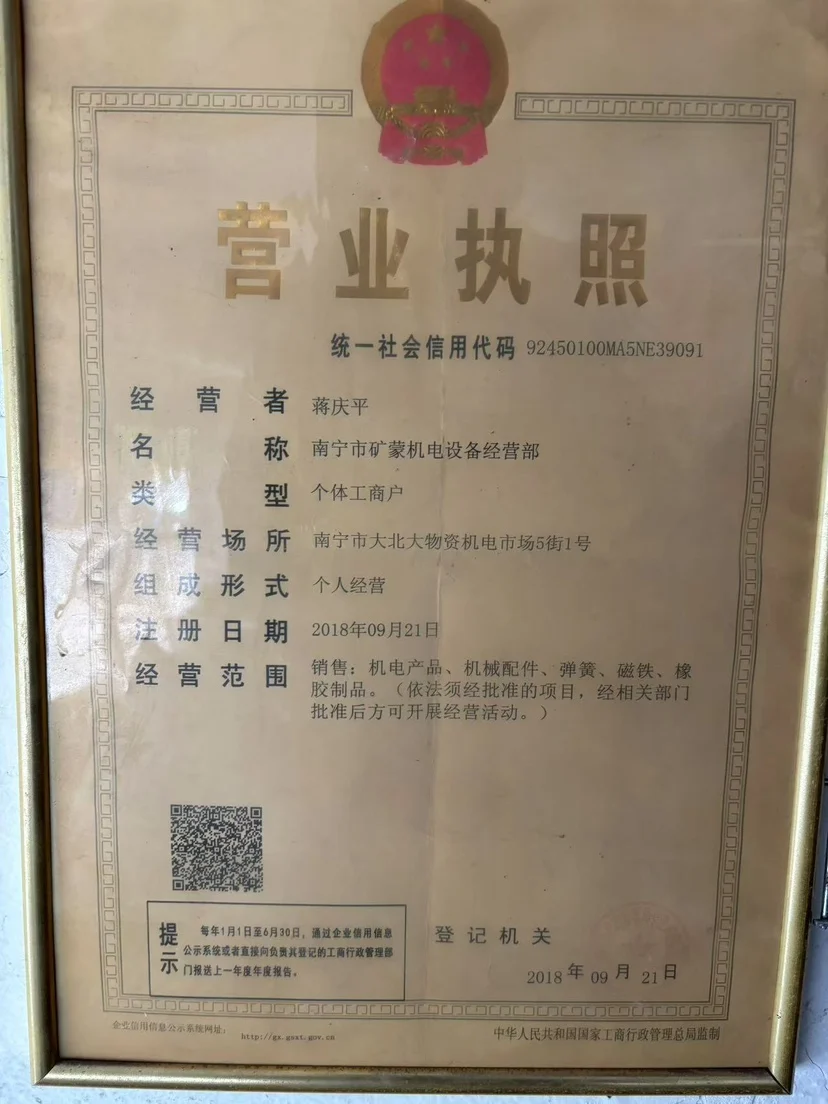 营业执照
统一社会信用代码 92450100MA5NE39091
经营者 蒋庆平
名称 南宁市矿蒙机电设备经营部
类型 个体工商户
经营场所 南宁市大北大物资机电市场5街1号
组成形式 个人经营
注册日期 2018年09月21日
经营范围 销售：机电产品、机械配件、弹簧、磁铁、橡
胶制品。（依法须经批准的项目，经相关部门
批准后方可开展经营活动。）
提示
每年1月1日至6月30日，通过企业信用信息
公示系统或者直接向负责其登记的工商行政管理部
门报送上一年度年度报告。
登记机关
2018年09月21日
企业信用信息公示系统网址：
http://gx.gsxt.gov.cn
中华人民共和国国家工商行政管理总局监制